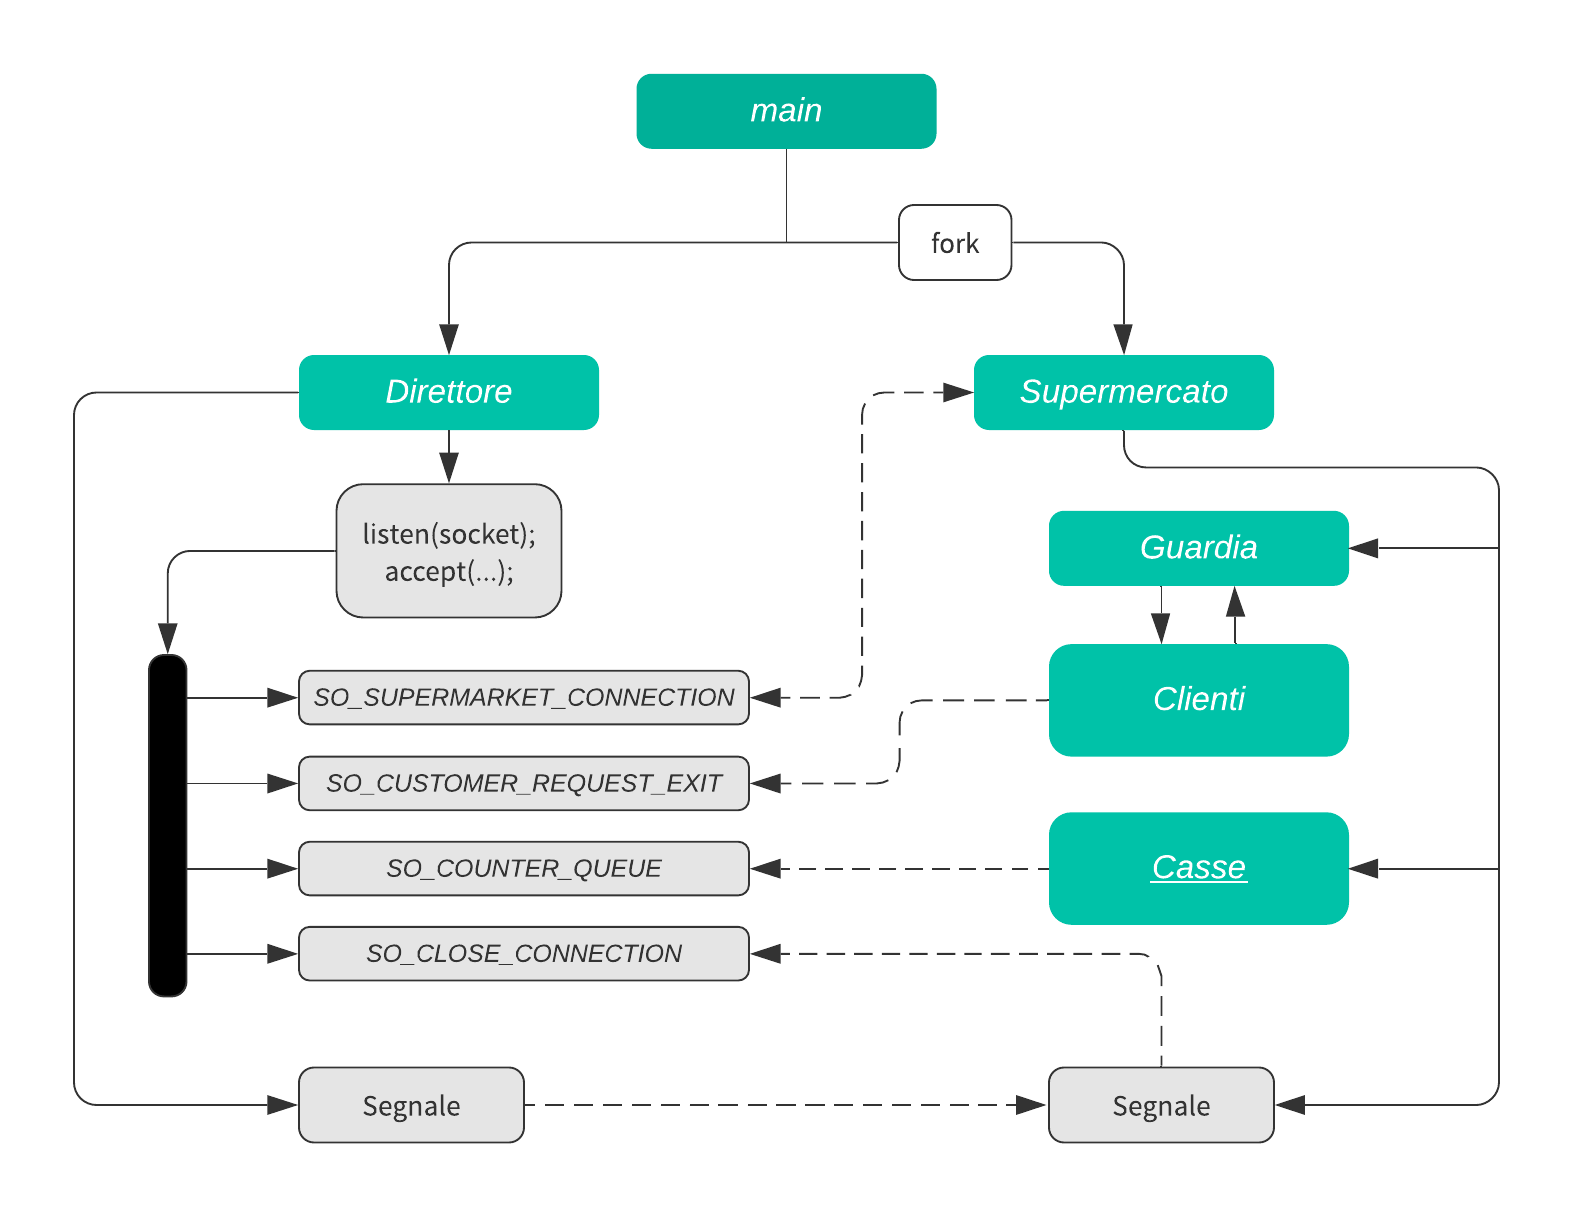 main
fork
Direttore
Supermercato
listen(socket);
accept(...);
Guardia
SO_SUPERMARKET_CONNECTION
Clienti
SO_CUSTOMER_REQUEST_EXIT
SO_COUNTER_QUEUE
Casse
SO_CLOSE_CONNECTION
Segnale
Segnale